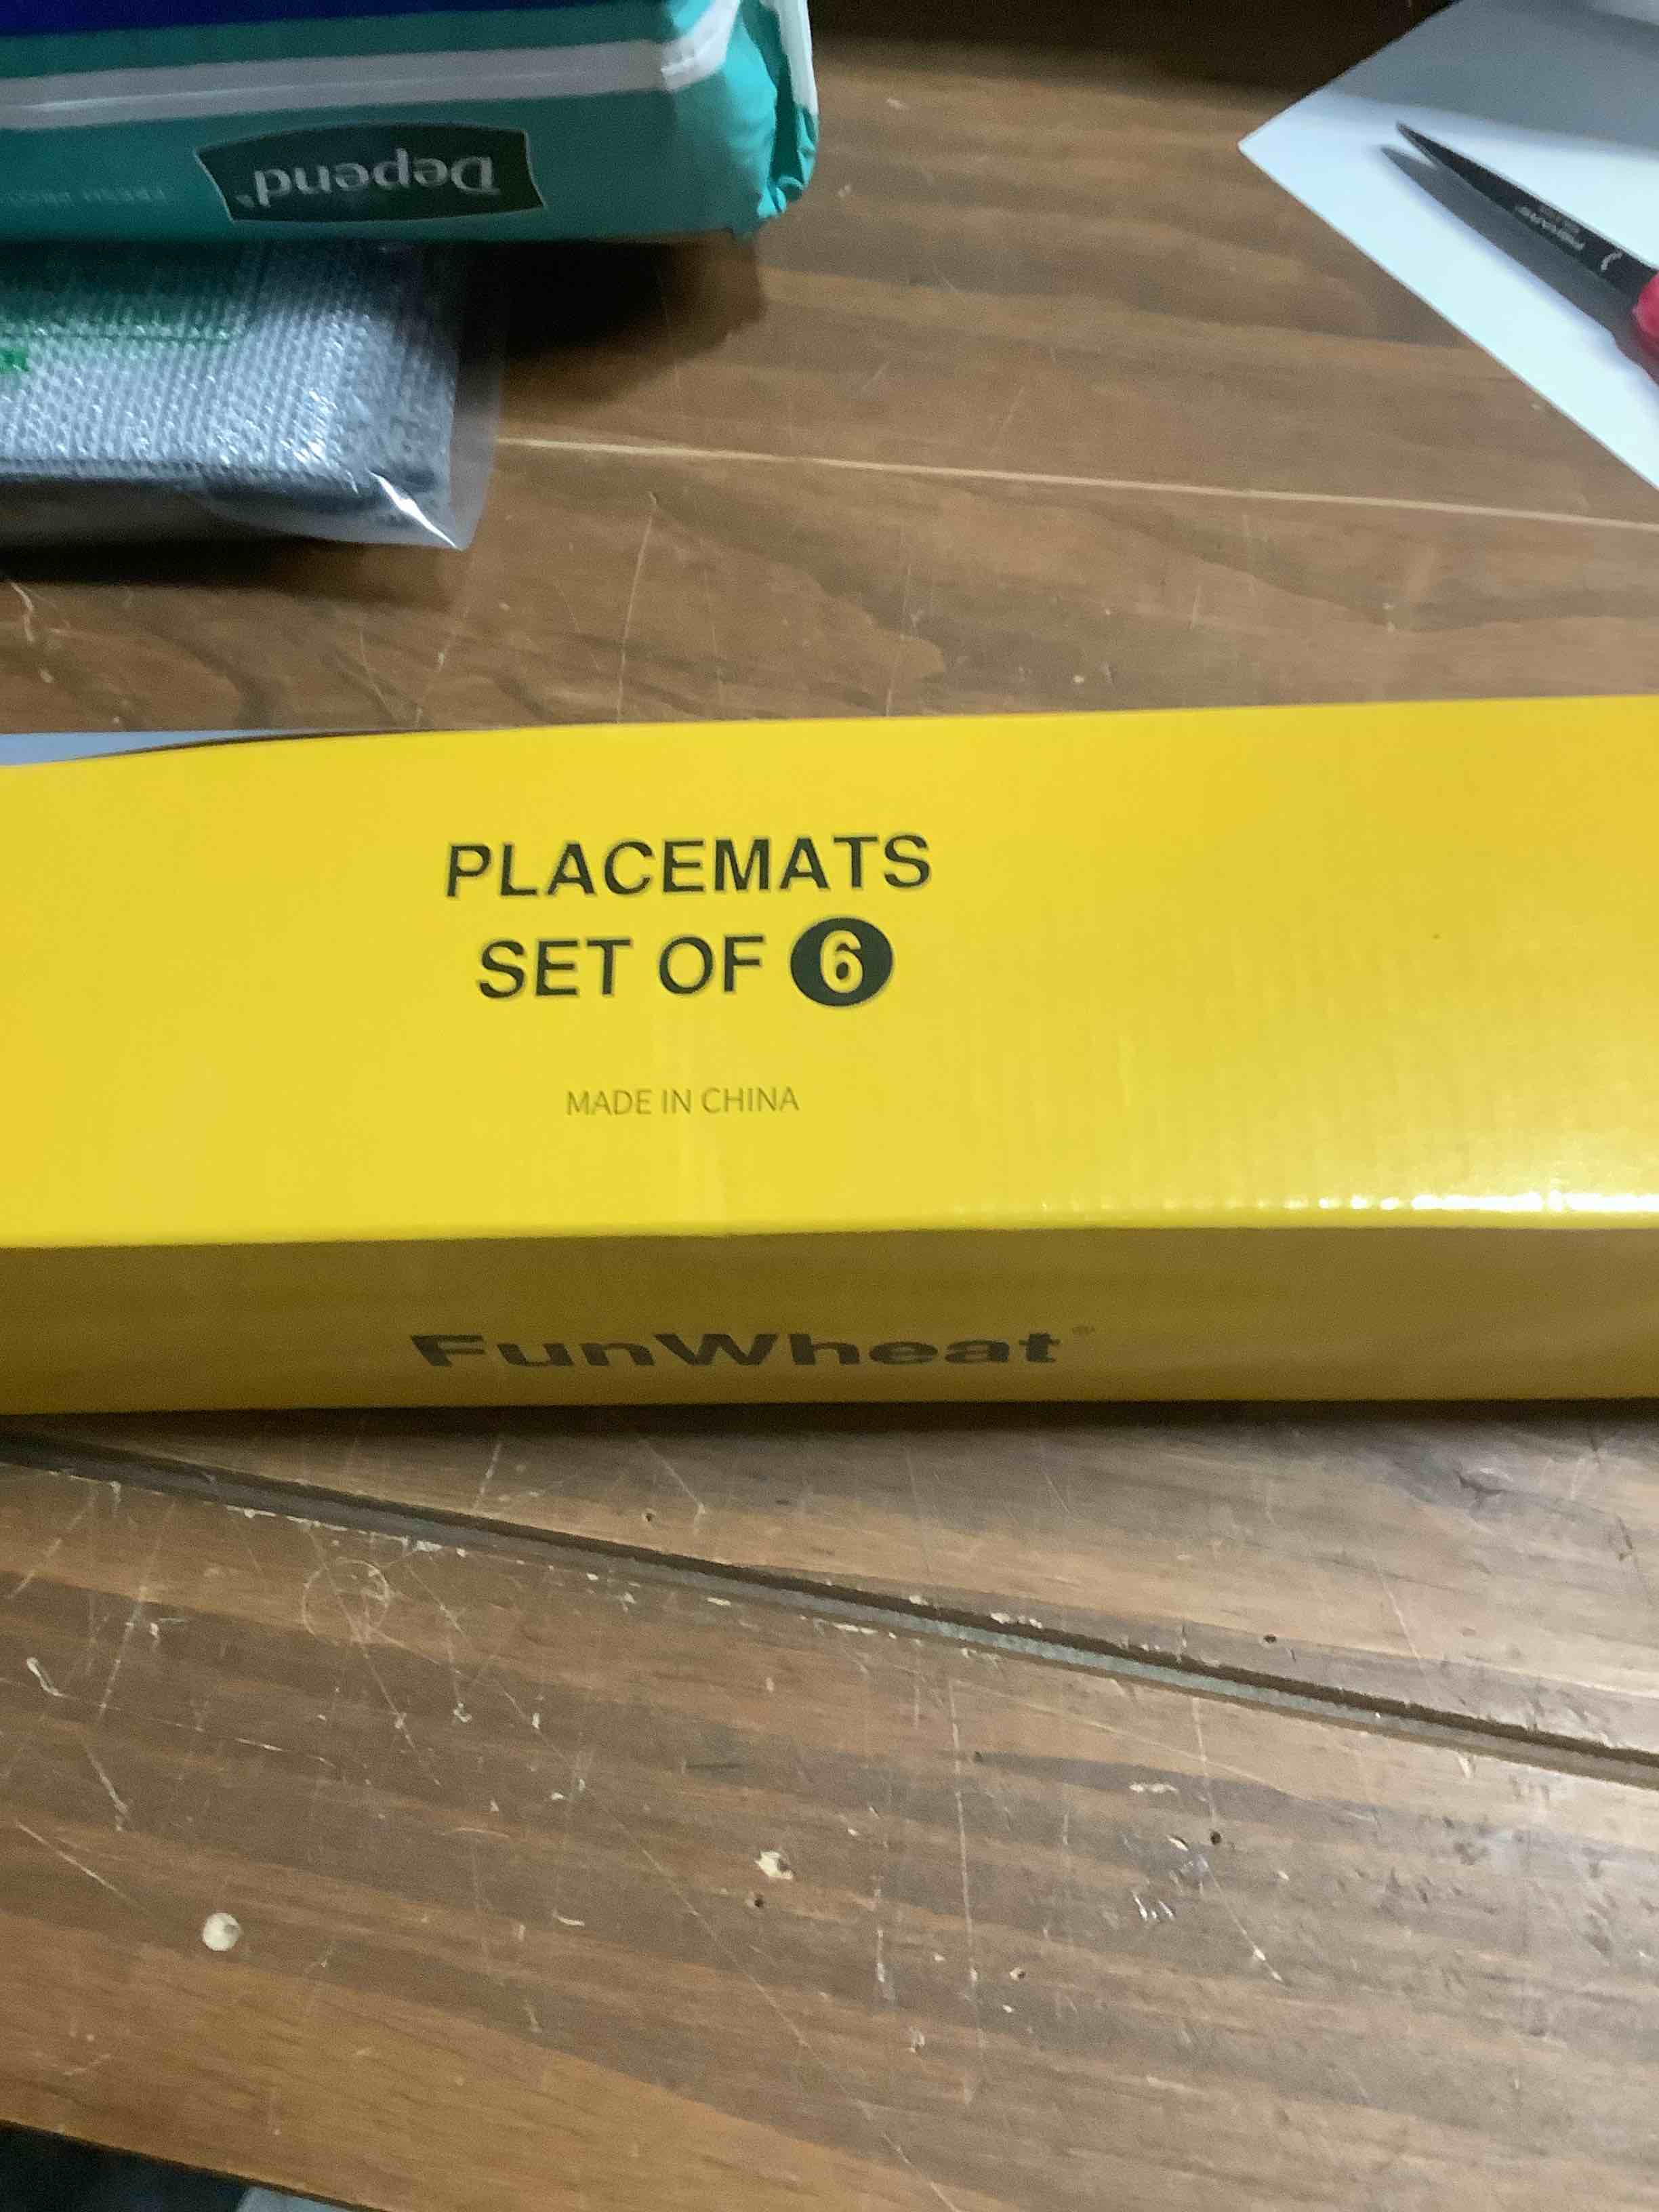 Depend®
PLACEMATS
SET OF 6
MADE IN CHINA
FunWheat®